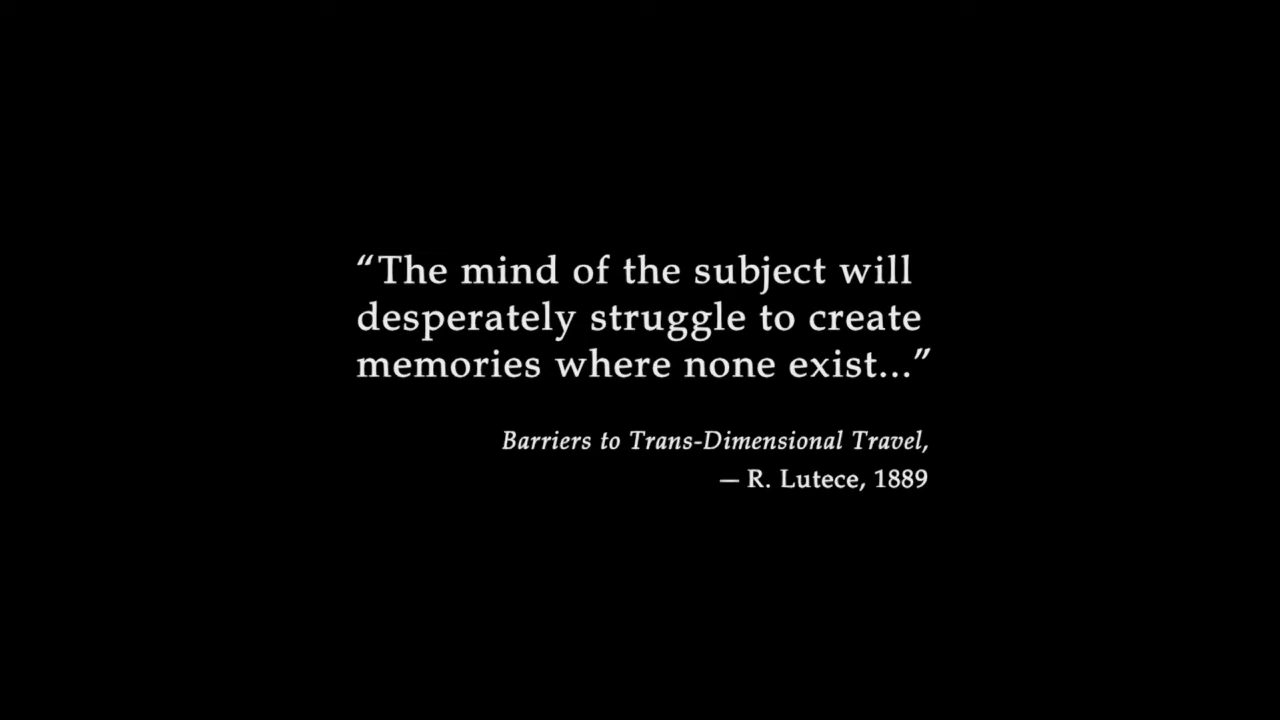 “The mind of the subject will
desperately struggle to create
memories where none exist...”
Barriers to Trans-Dimensional Travel,
— R. Lutece, 1889